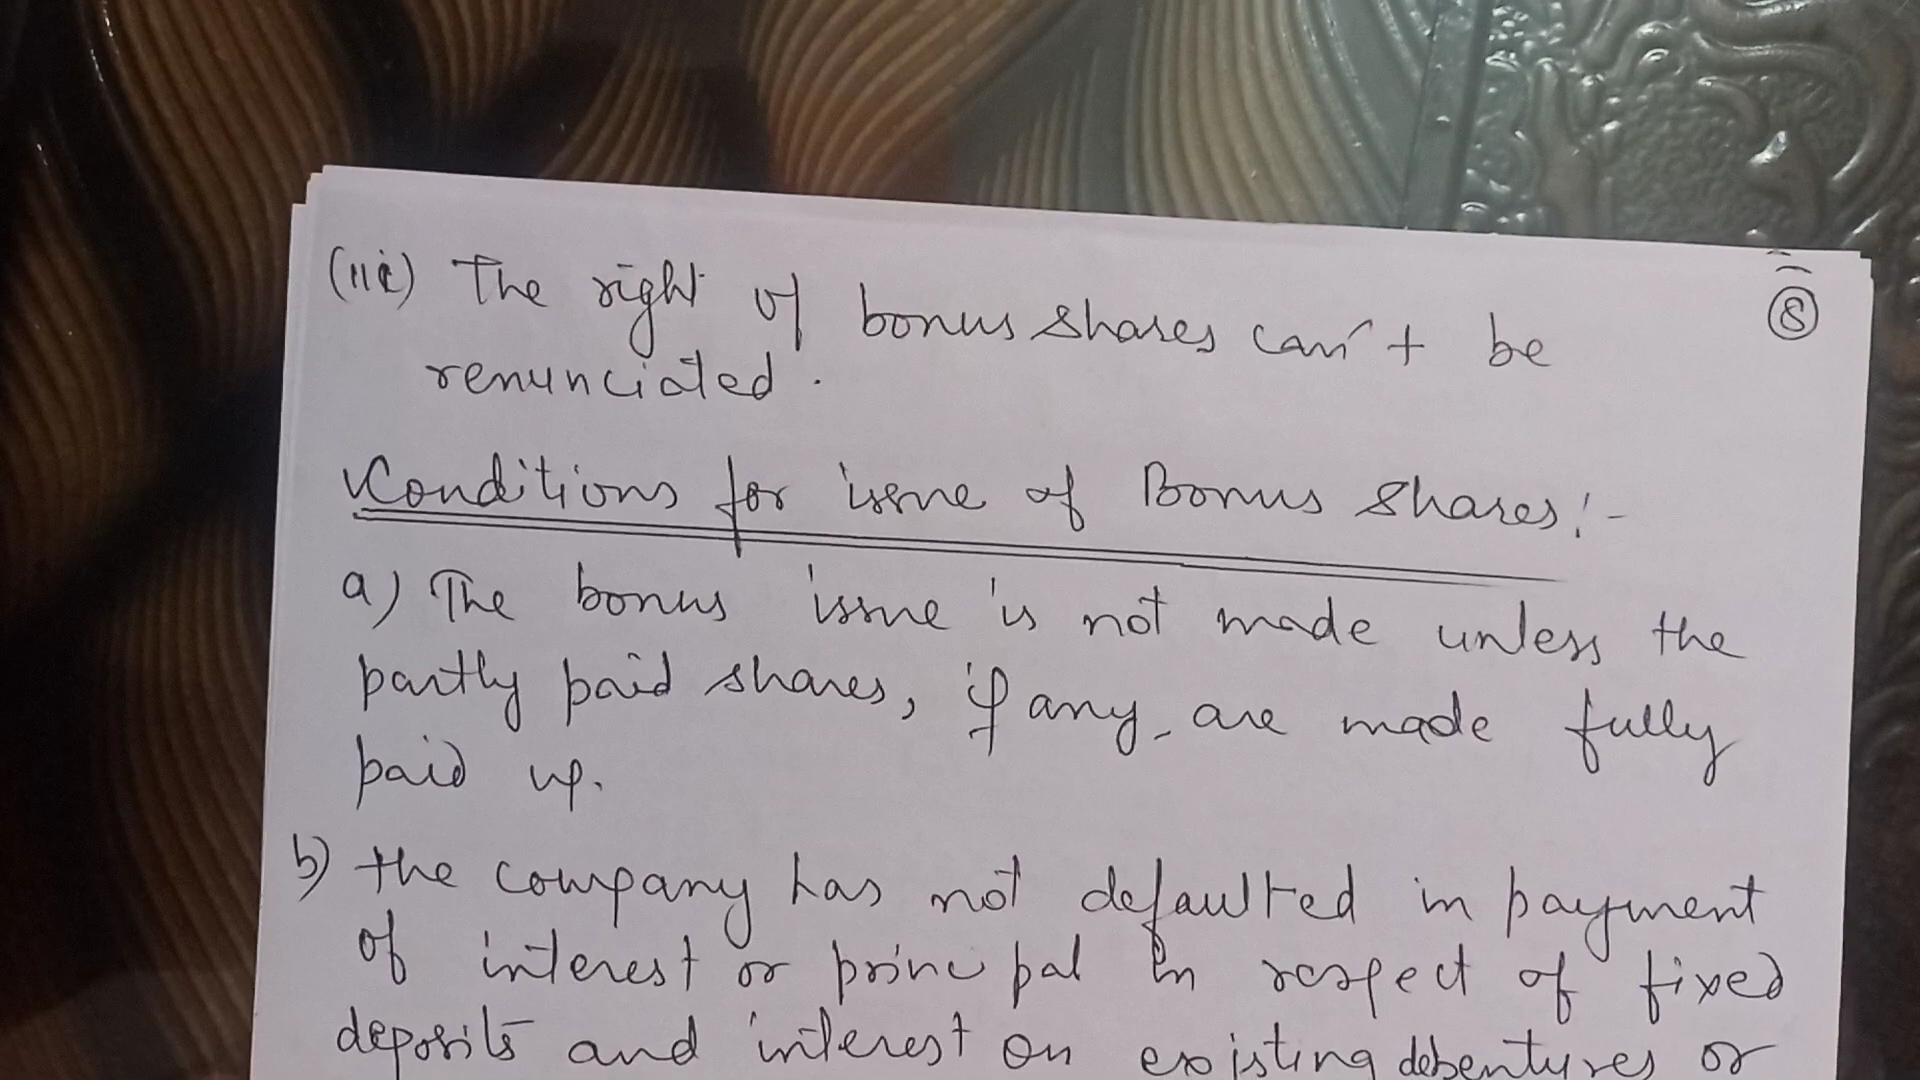 (iii) The right of bonus shares can't be
renunciated.
⑧
Conditions for issue of Bonus Shares:-
a) The bonus issue is not made unless the
partly paid shares, if any, are made fully
paid up.
b) the company has not defaulted in payment
of interest or principal in respect of fixed
deposits and interest on existing debentures or